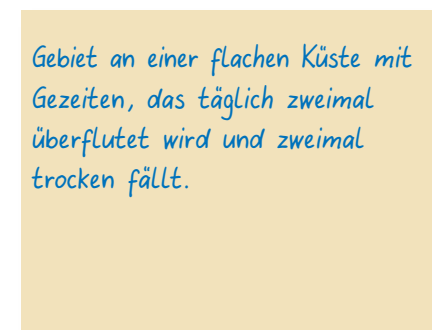 Gebiet an einer flachen Küste mit
Gezeiten, das täglich zweimal
überflutet wird und zweimal
trocken fällt.